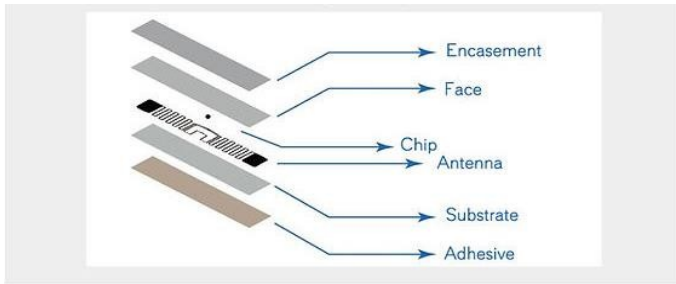 Encasement
Face
Chip
Antenna
Substrate
Adhesive